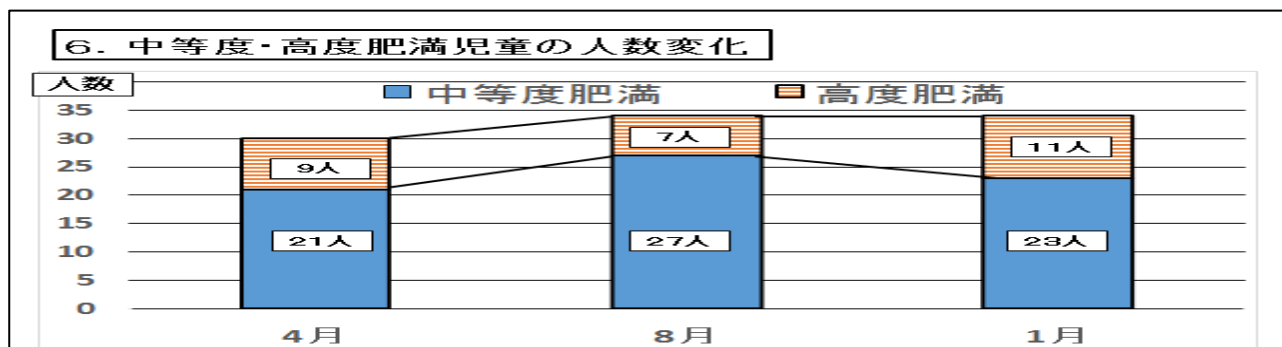 6. 中等度・高度肥満児童の人数変化
人数
中等度肥満 高度肥満
35
30
25
20
15
10
5
0
9人
7人
11人
21人
27人
23人
4月 8月 1月